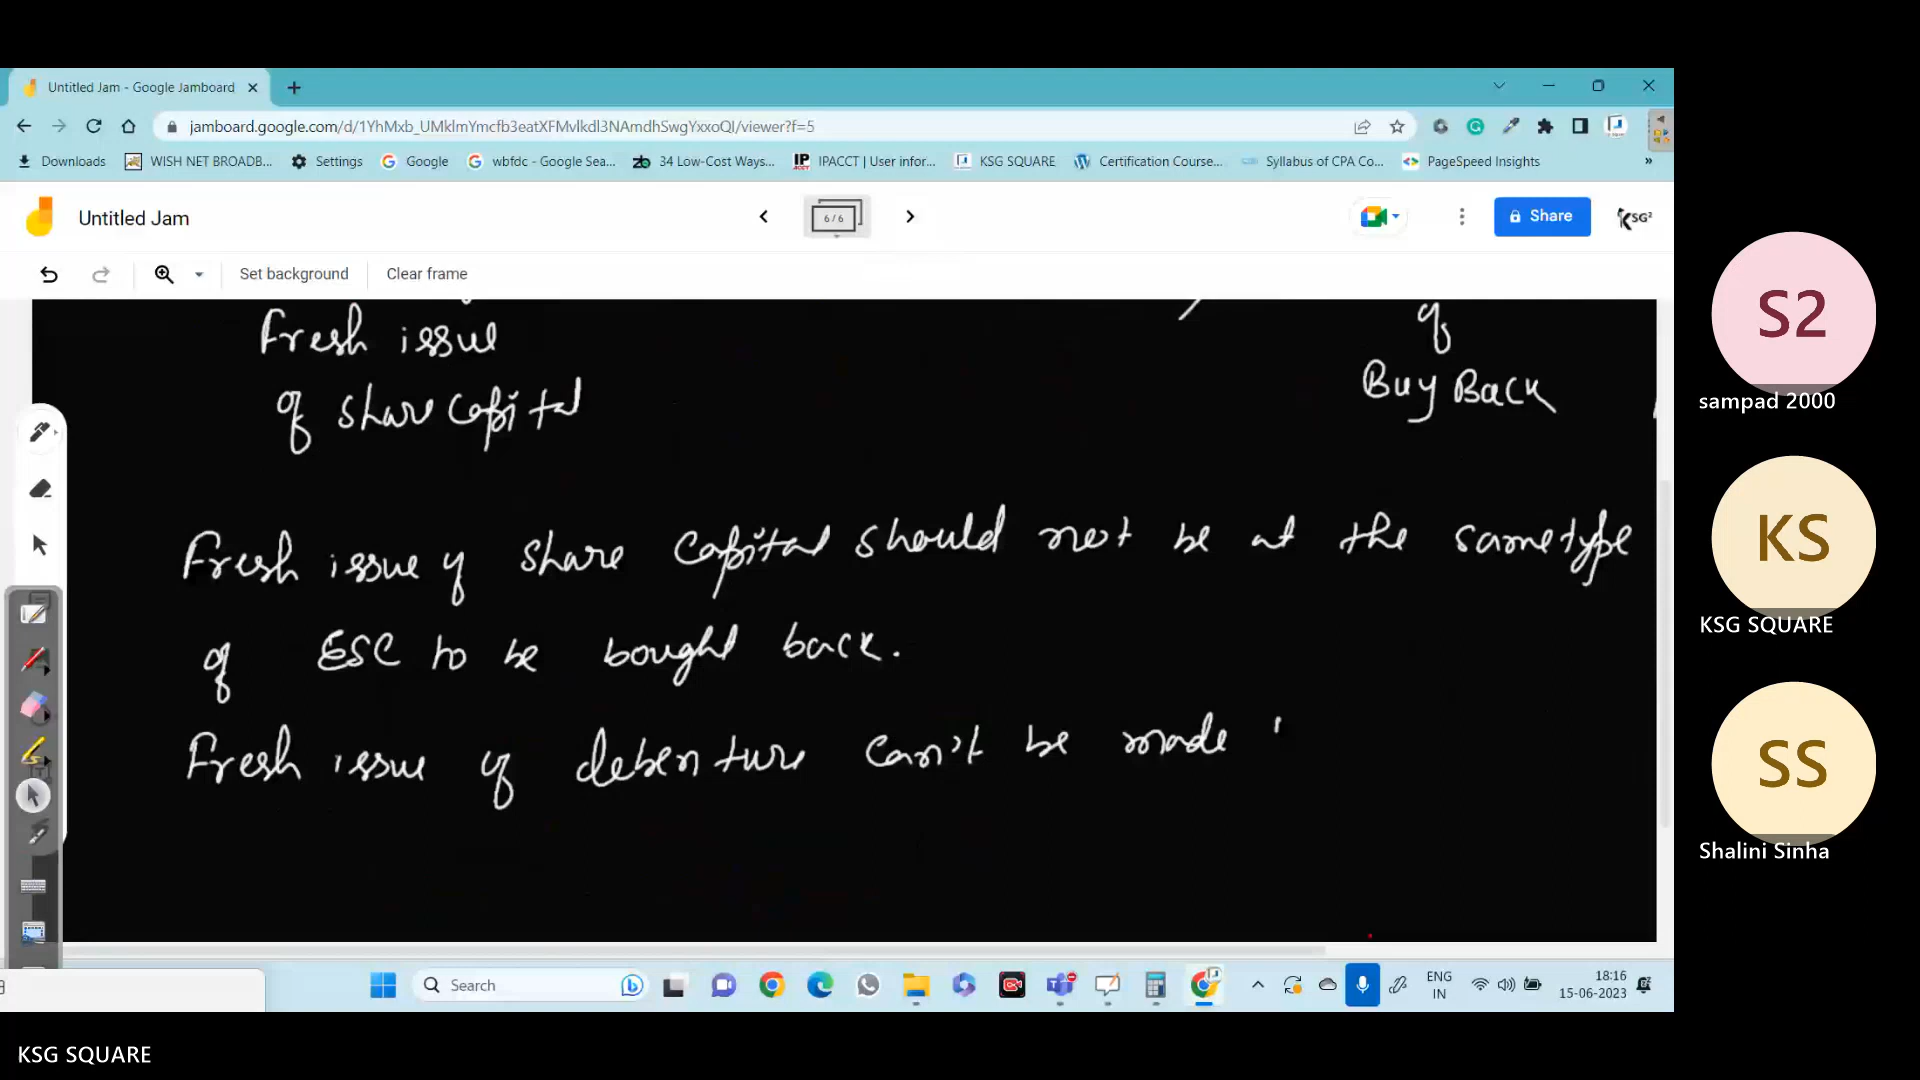 Untitled Jam - Google Jamboard
jamboard.google.com/d/1YhMxb_UMklmYmcfb3eatXFMvlkdl3NAmdhSwgYxxoQI/viewer?f=5
Downloads WISH NET BROADB... Settings Google wbfdc - Google Sea... 34 Low-Cost Ways... IPACCT | User infor... KSG SQUARE Certification Course... Syllabus of CPA Co... PageSpeed Insights »
Untitled Jam 6 / 6 Share KSG²
Set background Clear frame
Fresh issue
of share capital
of
Buy Back
Fresh issue of share capital should not be at the same type
of ESC to be bought back.
Fresh issue of debenture can't be made
Search ENG IN 18:16 15-06-2023
S2
sampad 2000
KS
KSG SQUARE
SS
Shalini Sinha
KSG SQUARE